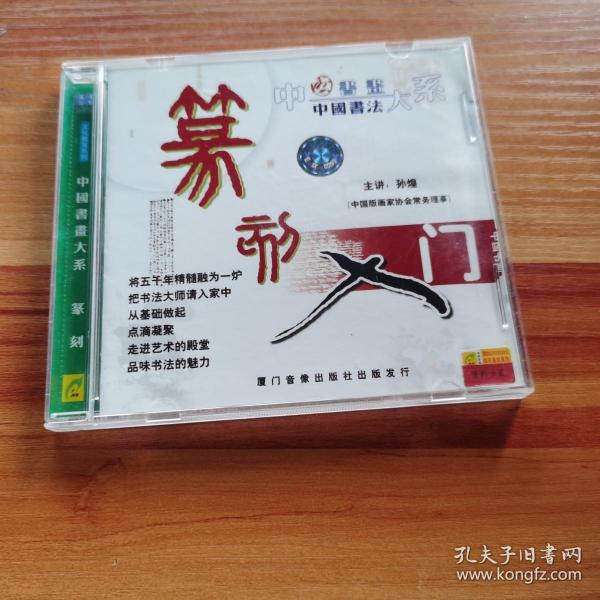 中国書畫大系
中國書法
篆刻入门
主讲：孙煌
（中国版画家协会常务理事）
将五千年精髓融为一炉
把书法大师请入家中
从基础做起
点滴凝聚
走进艺术的殿堂
品味书法的魅力
厦门音像出版社出版发行
中國書畫大系 篆刻
孔夫子旧书网
www.kongfz.com